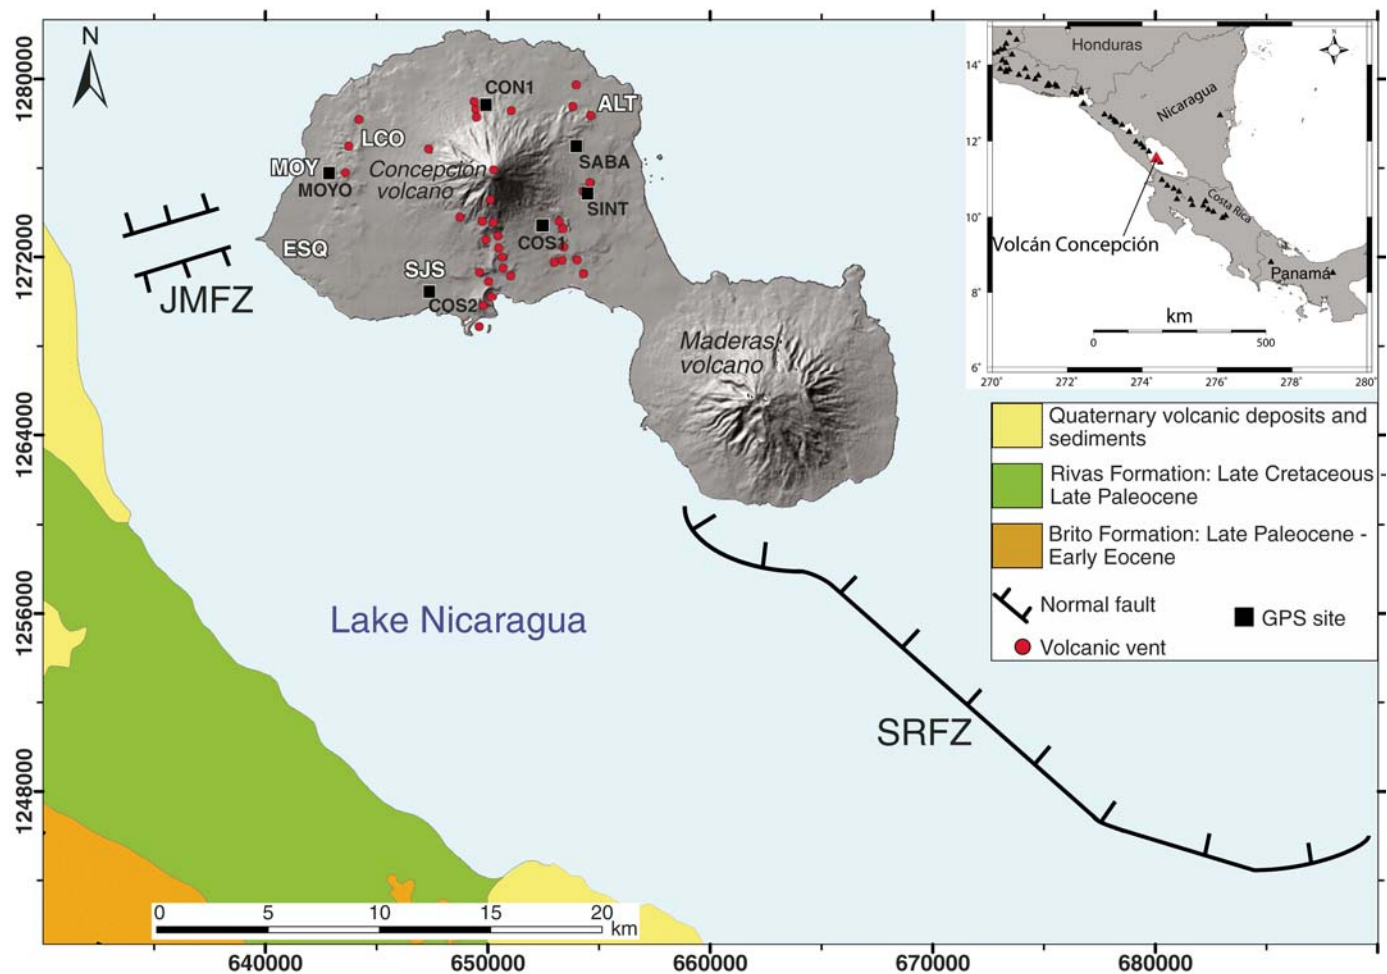 N
1280000
1272000
1264000
1256000
1248000
CON1
ALT
LCO
MOY
MOYO
Concepción
volcano
SABA
SINT
COS1
ESQ
SJS
COS2
JMFZ
Maderas
volcano
Lake Nicaragua
SRFZ
0 5 10 15 20
km
640000 650000 660000 670000 680000
N
Honduras
Nicaragua
Costa Rica
Volcán Concepción
Panamá
km
0 500
14°
12°
10°
8°
6°
270° 272° 274° 276° 278° 280°
Quaternary volcanic deposits and
sediments
Rivas Formation: Late Cretaceous -
Late Paleocene
Brito Formation: Late Paleocene -
Early Eocene
Normal fault
GPS site
Volcanic vent